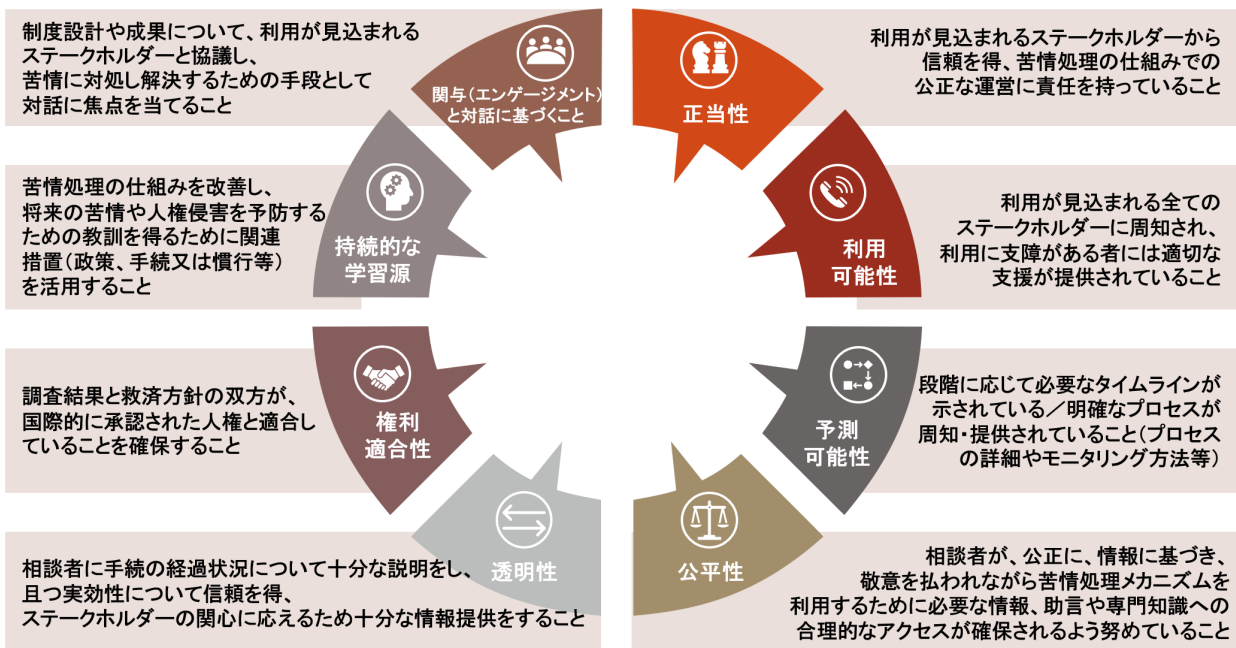 制度設計や成果について、利用が見込まれる
ステークホルダーと協議し、
苦情に対処し解決するための手段として
対話に焦点を当てること
関与(エンゲージメント)
と対話に基づくこと
正当性
利用が見込まれるステークホルダーから
信頼を得、苦情処理の仕組みでの
公正な運営に責任を持っていること
苦情処理の仕組みを改善し、
将来の苦情や人権侵害を予防する
ための教訓を得るために関連
措置(政策、手続又は慣行等)
を活用すること
持続的な
学習源
利用
可能性
利用が見込まれる全ての
ステークホルダーに周知され、
利用に支障がある者には適切な
支援が提供されていること
調査結果と救済方針の双方が、
国際的に承認された人権と適合し
ていることを確保すること
権利
適合性
予測
可能性
段階に応じて必要なタイムラインが
示されている/明確なプロセスが
周知・提供されていること(プロセス
の詳細やモニタリング方法等)
相談者に手続の経過状況について十分な説明をし、
且つ実効性について信頼を得、
ステークホルダーの関心に応えるため十分な情報提供をすること
透明性
公平性
相談者が、公正に、情報に基づき、
敬意を払われながら苦情処理メカニズムを
利用するために必要な情報、助言や専門知識への
合理的なアクセスが確保されるよう努めていること